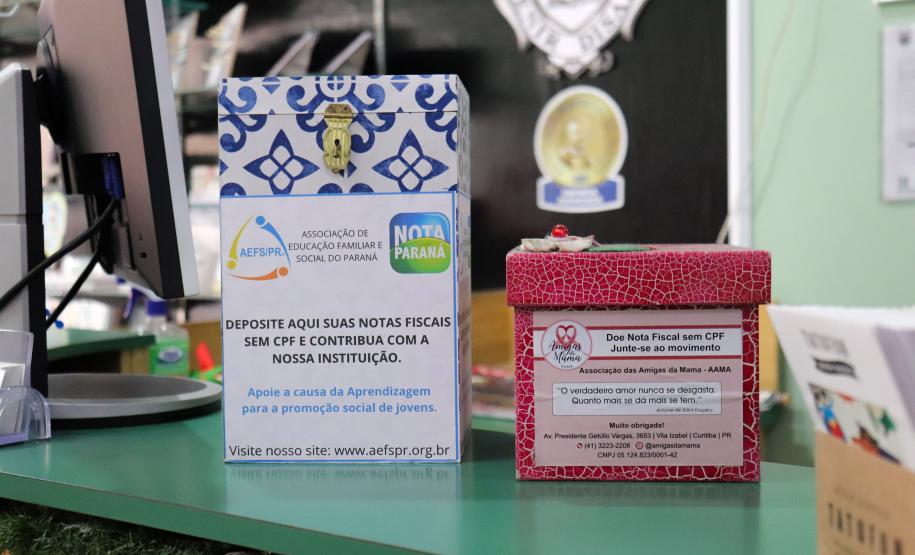 AEFS/PR.
ASSOCIAÇÃO DE
EDUCAÇÃO FAMILIAR E
SOCIAL DO PARANÁ
NOTA
PARANÁ
DEPOSITE AQUI SUAS NOTAS FISCAIS
SEM CPF E CONTRIBUA COM A
NOSSA INSTITUIÇÃO.
Apoie a causa da Aprendizagem
para a promoção social de jovens.
Visite nosso site: www.aefspr.org.br
Amigas
da
Mama
Doe Nota Fiscal sem CPF
Junte-se ao movimento
Associação das Amigas da Mama - AAMA
"O verdadeiro amor nunca se desgasta.
Quanto mais se dá mais se tem."
Antoine de Saint-Exupéry
Muito obrigada!
Av. Presidente Getúlio Vargas, 3653 | Vila Izabel | Curitiba | PR
(41) 3223-2208 @amigasdamama
CNPJ 05.124.823/0001-42